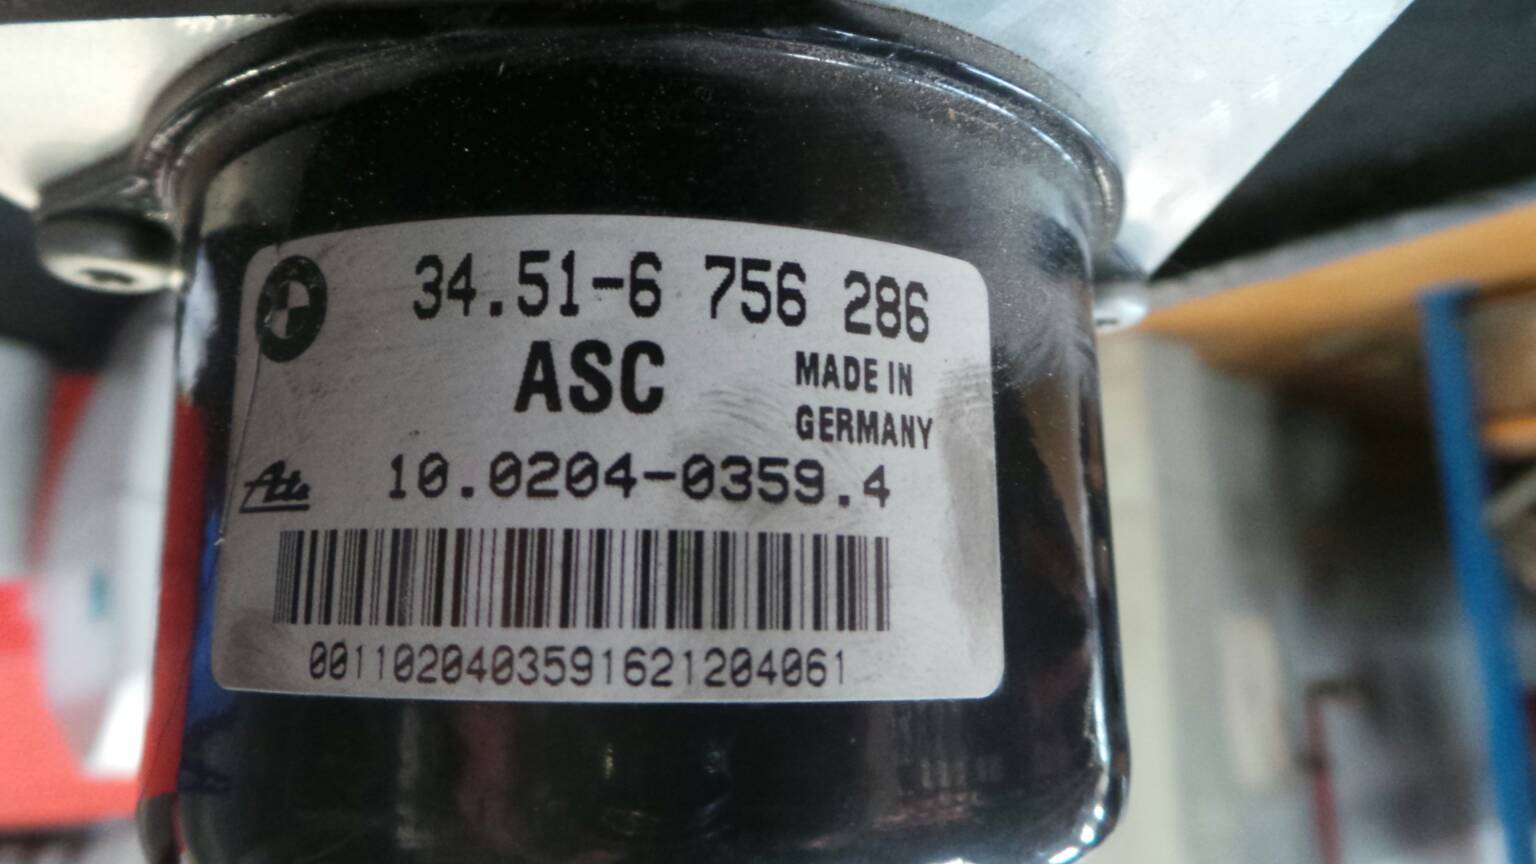 34.51-6 756 286
ASC
MADE IN
GERMANY
Ate
10.0204-0359.4
0011020403591621204061